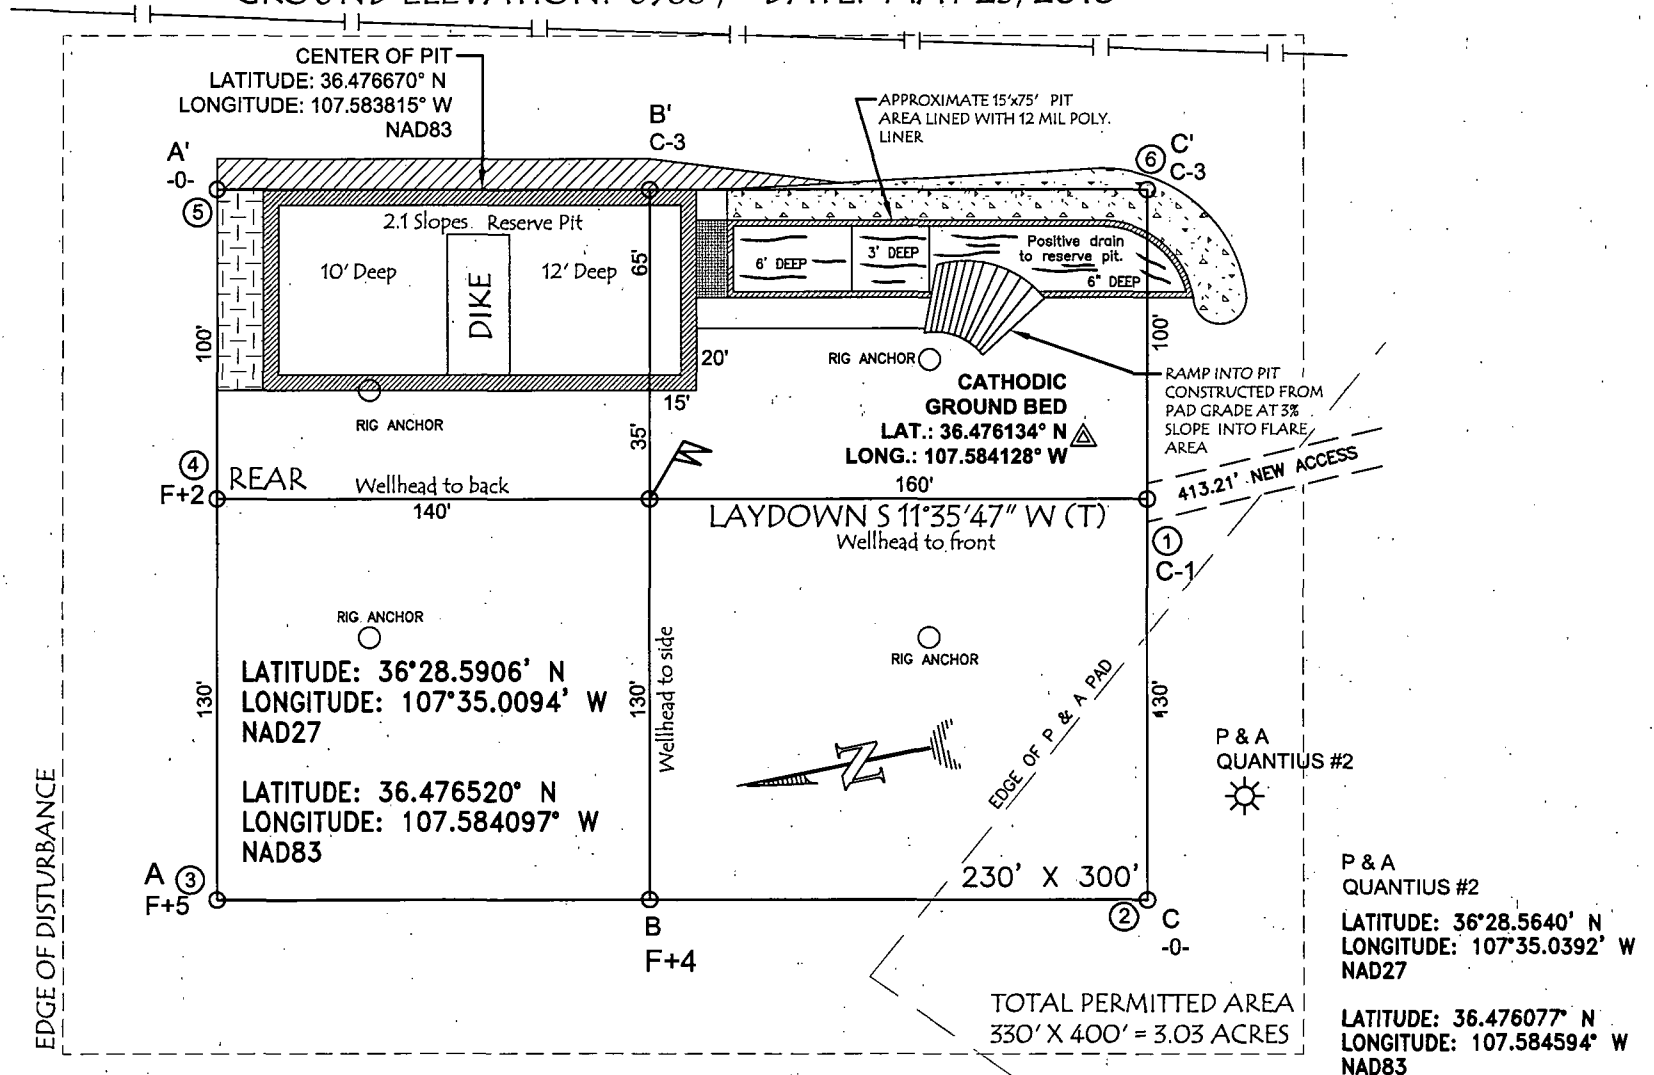 CENTER OF PIT
LATITUDE: 36.476670° N
LONGITUDE: 107.583815° W
NAD83
APPROXIMATE 15'x75' PIT
AREA LINED WITH 12 MIL POLY.
LINER
A'
-0-
B'
C-3
6
C'
C-3
5
2.1 Slopes Reserve Pit
10' Deep
DIKE
12' Deep
65'
6' DEEP
3' DEEP
Positive drain
to reserve pit.
6" DEEP
100'
20'
100'
RIG ANCHOR
RIG ANCHOR
15'
35'
CATHODIC
GROUND BED
LAT.: 36.476134° N
LONG.: 107.584128° W
RAMP INTO PIT
CONSTRUCTED FROM
PAD GRADE AT 3%
SLOPE INTO FLARE
AREA
413.21' NEW ACCESS
4
F+2
REAR
Wellhead to back
140'
160'
LAYDOWN S 11°35'47" W (T)
Wellhead to front
1
C-1
RIG ANCHOR
RIG ANCHOR
LATITUDE: 36°28.5906' N
LONGITUDE: 107°35.0094' W
NAD27
LATITUDE: 36.476520° N
LONGITUDE: 107.584097° W
NAD83
130'
130'
Wellhead to side
130'
N
EDGE OF P & A PAD
P & A
QUANTIUS #2
A
3
F+5
B
F+4
230' X 300'
2
C
-0-
EDGE OF DISTURBANCE
TOTAL PERMITTED AREA
330' X 400' = 3.03 ACRES
P & A
QUANTIUS #2
LATITUDE: 36°28.5640' N
LONGITUDE: 107°35.0392' W
NAD27
LATITUDE: 36.476077° N
LONGITUDE: 107.584594° W
NAD83